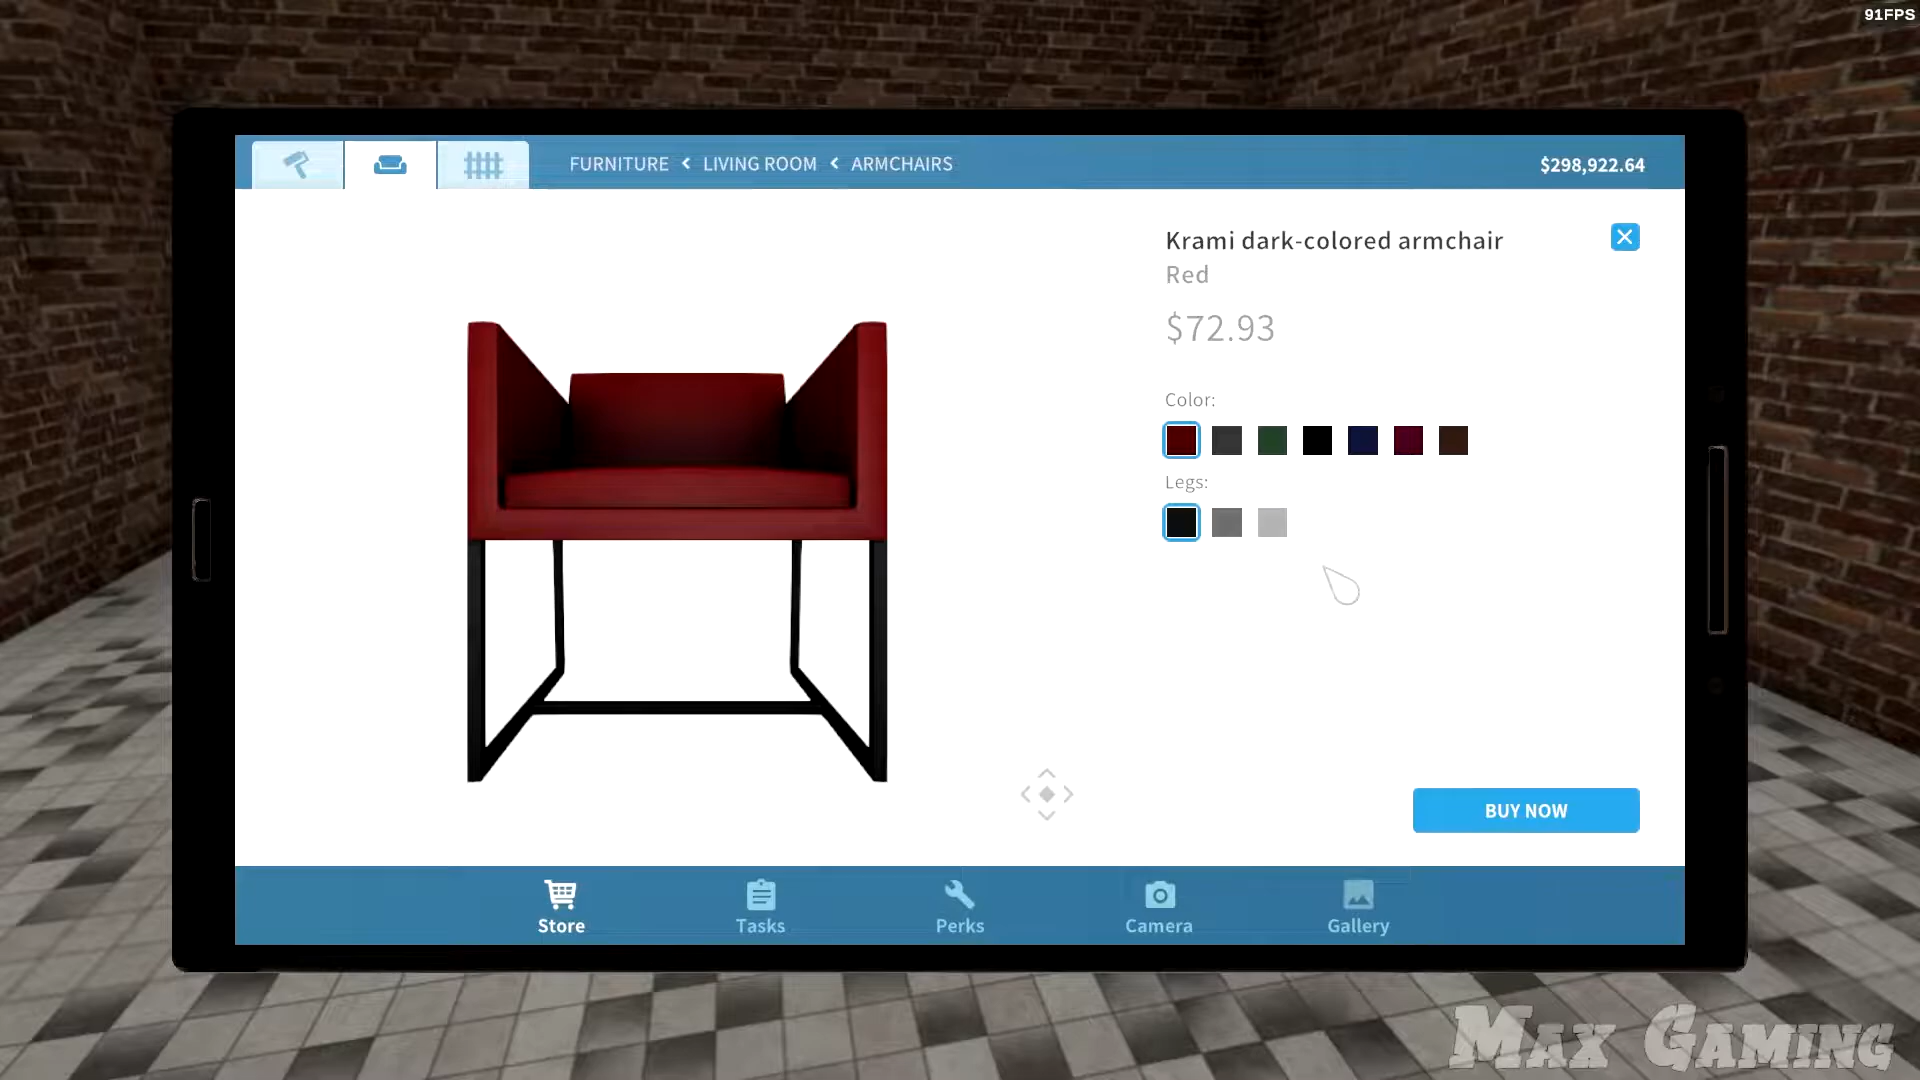 91FPS
FURNITURE < LIVING ROOM < ARMCHAIRS
$298,922.64
Krami dark-colored armchair
Red
$72.93
Color:
Legs:
BUY NOW
Store
Tasks
Perks
Camera
Gallery
MAX GAMING